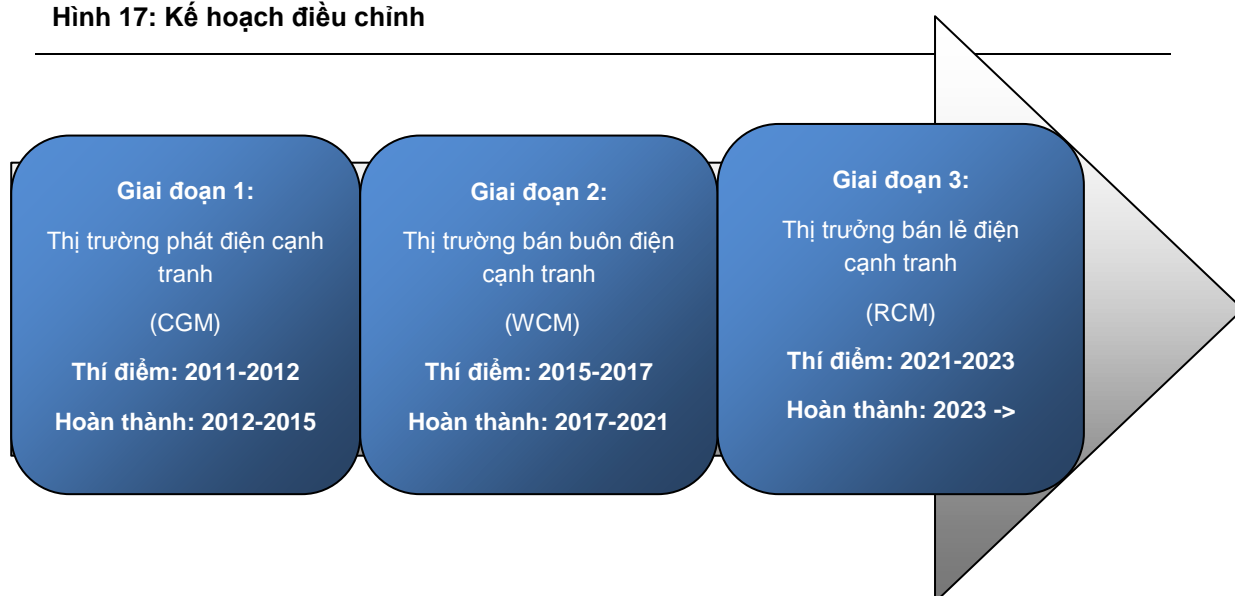 Hình 17: Kế hoạch điều chỉnh
Giai đoạn 1:
Thị trường phát điện cạnh
tranh
(CGM)
Thí điểm: 2011-2012
Hoàn thành: 2012-2015
Giai đoạn 2:
Thị trường bán buôn điện
cạnh tranh
(WCM)
Thí điểm: 2015-2017
Hoàn thành: 2017-2021
Giai đoạn 3:
Thị trưởng bán lẻ điện
cạnh tranh
(RCM)
Thí điểm: 2021-2023
Hoàn thành: 2023 ->